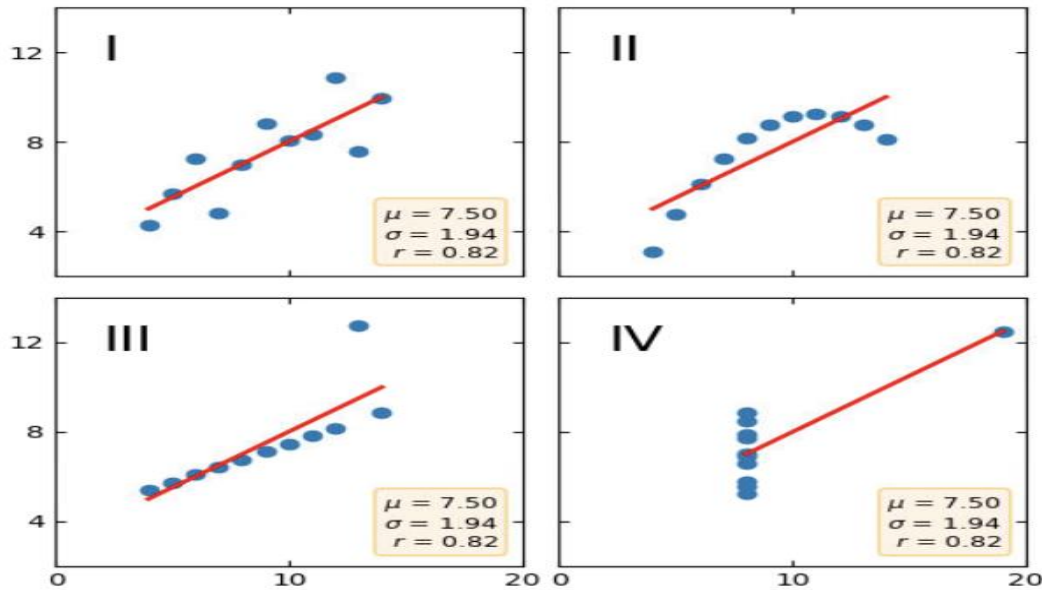 I
II
12
8
4
μ = 7.50
σ = 1.94
r = 0.82
μ = 7.50
σ = 1.94
r = 0.82
III
IV
12
8
4
μ = 7.50
σ = 1.94
r = 0.82
μ = 7.50
σ = 1.94
r = 0.82
0
10
20
0
10
20